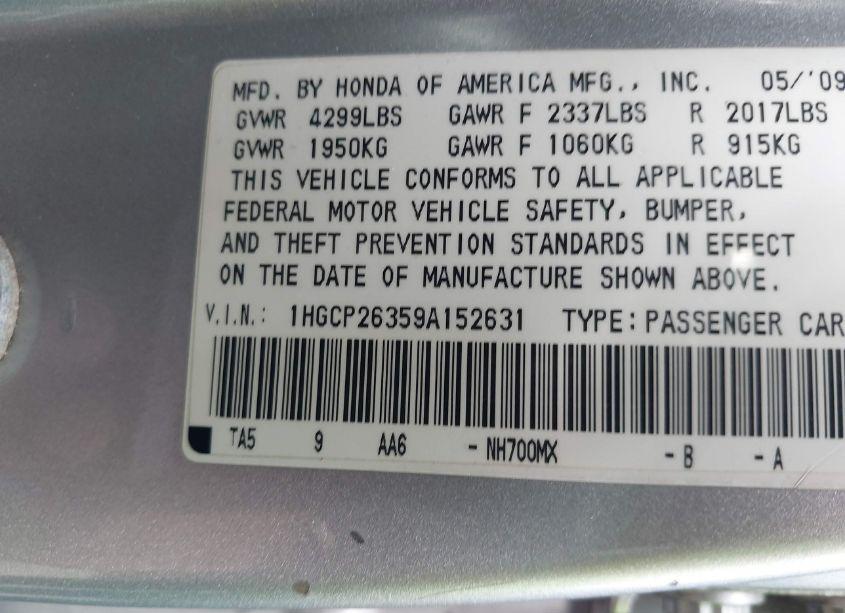 MFD. BY HONDA OF AMERICA MFG., INC. 05/'09
GVWR 4299LBS GAWR F 2337LBS R 2017LBS
GVWR 1950KG GAWR F 1060KG R 915KG
THIS VEHICLE CONFORMS TO ALL APPLICABLE
FEDERAL MOTOR VEHICLE SAFETY, BUMPER,
AND THEFT PREVENTION STANDARDS IN EFFECT
ON THE DATE OF MANUFACTURE SHOWN ABOVE.
V.I.N.: 1HGCP26359A152631 TYPE: PASSENGER CAR
TA5 9 AA6 - NH700MX - B - A